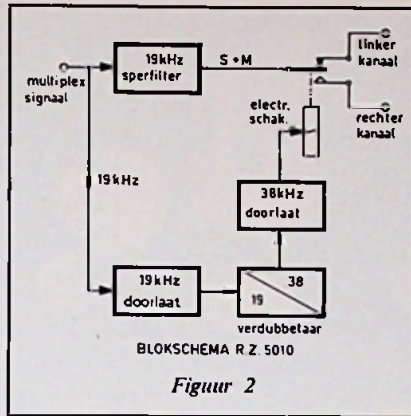 multiplex
signaal
19kHz
sperfilter
S + M
linker
kanaal
electr.
schak.
rechter
kanaal
19kHz
38kHz
doorlaat
19kHz
doorlaat
38
19
verdubbelaar
BLOKSCHEMA R.Z. 5010
Figuur 2